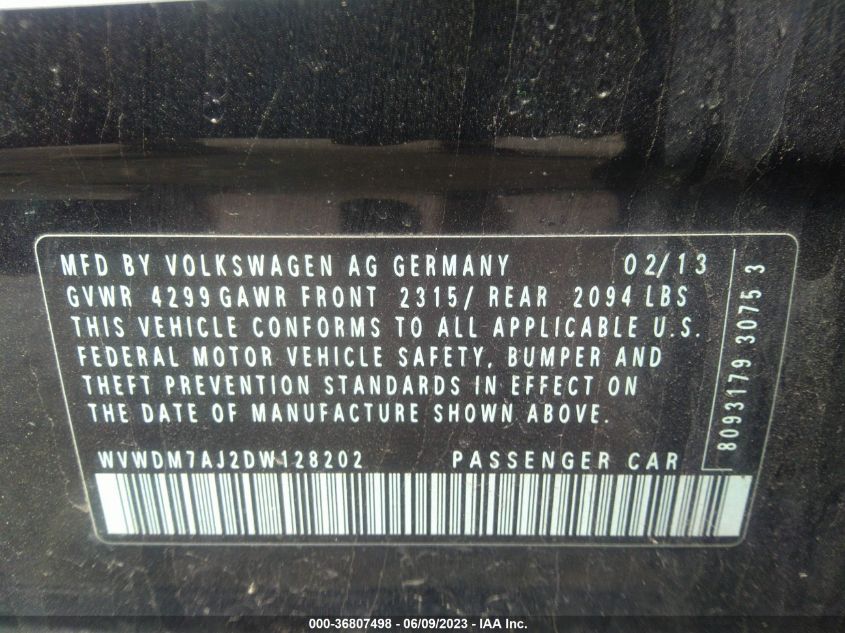 MFD BY VOLKSWAGEN AG GERMANY 02/13
GVWR 4299 GAWR FRONT 2315/ REAR 2094 LBS
THIS VEHICLE CONFORMS TO ALL APPLICABLE U.S.
FEDERAL MOTOR VEHICLE SAFETY, BUMPER AND
THEFT PREVENTION STANDARDS IN EFFECT ON
THE DATE OF MANUFACTURE SHOWN ABOVE.
WVWDM7AJ2DW128202 PASSENGER CAR
8093179 3075 3
000-36807498 - 06/09/2023 - IAA Inc.